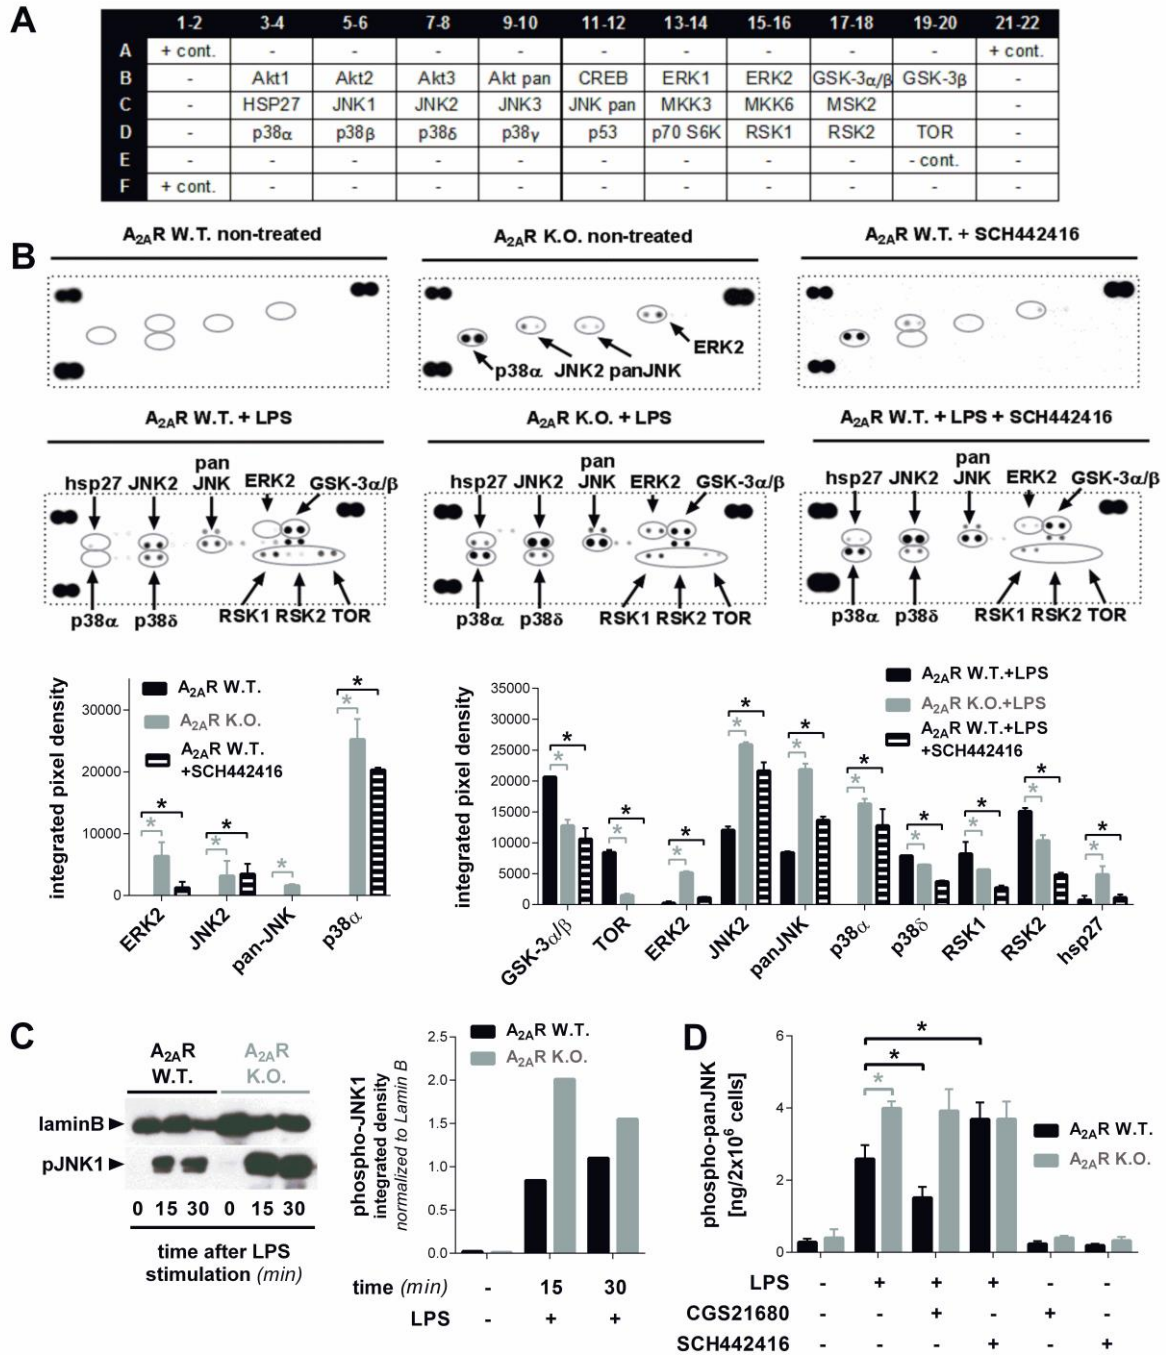 A
1-2 3-4 5-6 7-8 9-10 11-12 13-14 15-16 17-18 19-20 21-22
A + cont. - - - - - - - - - + cont.
B - Akt1 Akt2 Akt3 Akt pan CREB ERK1 ERK2 GSK-3α/β GSK-3β -
C - HSP27 JNK1 JNK2 JNK3 JNK pan MKK3 MKK6 MSK2 - -
D - p38α p38β p38δ p38γ p53 p70 S6K RSK1 RSK2 TOR -
E - - - - - - - - - - cont. -
F + cont. - - - - - - - - - -
B
A2AR W.T. non-treated A2AR K.O. non-treated A2AR W.T. + SCH442416
ERK2
p38α JNK2 panJNK
A2AR W.T. + LPS A2AR K.O. + LPS A2AR W.T. + LPS + SCH442416
hsp27 JNK2 pan JNK ERK2 GSK-3α/β
p38α p38δ RSK1 RSK2 TOR
hsp27 JNK2 pan JNK ERK2 GSK-3α/β
p38α p38δ RSK1 RSK2 TOR
hsp27 JNK2 pan JNK ERK2 GSK-3α/β
p38α p38δ RSK1 RSK2 TOR
integrated pixel density
30000
20000
10000
0
A2AR W.T.
A2AR K.O.
A2AR W.T.
+SCH442416
* * * * * * *
ERK2 JNK2 pan-JNK p38α
integrated pixel density
35000
30000
25000
20000
15000
10000
5000
0
A2AR W.T.+LPS
A2AR K.O.+LPS
A2AR W.T.+LPS
+SCH442416
* * * * * * * * * * * * * * * * * * * *
GSK-3α/β TOR ERK2 JNK2 panJNK p38α p38δ RSK1 RSK2 hsp27
C
A2AR W.T. A2AR K.O.
laminB
pJNK1
0 15 30 0 15 30
time after LPS
stimulation (min)
phospho-JNK1
integrated density
normalized to Lamin B
2.5
2.0
1.5
1.0
0.5
0.0
A2AR W.T.
A2AR K.O.
time (min) - 15 30
LPS - + +
D
phospho-panJNK
[ng/2x10⁶ cells]
6
4
2
0
* * *
A2AR W.T.
A2AR K.O.
LPS - + + + - -
CGS21680 - - + - + -
SCH442416 - - - + - +